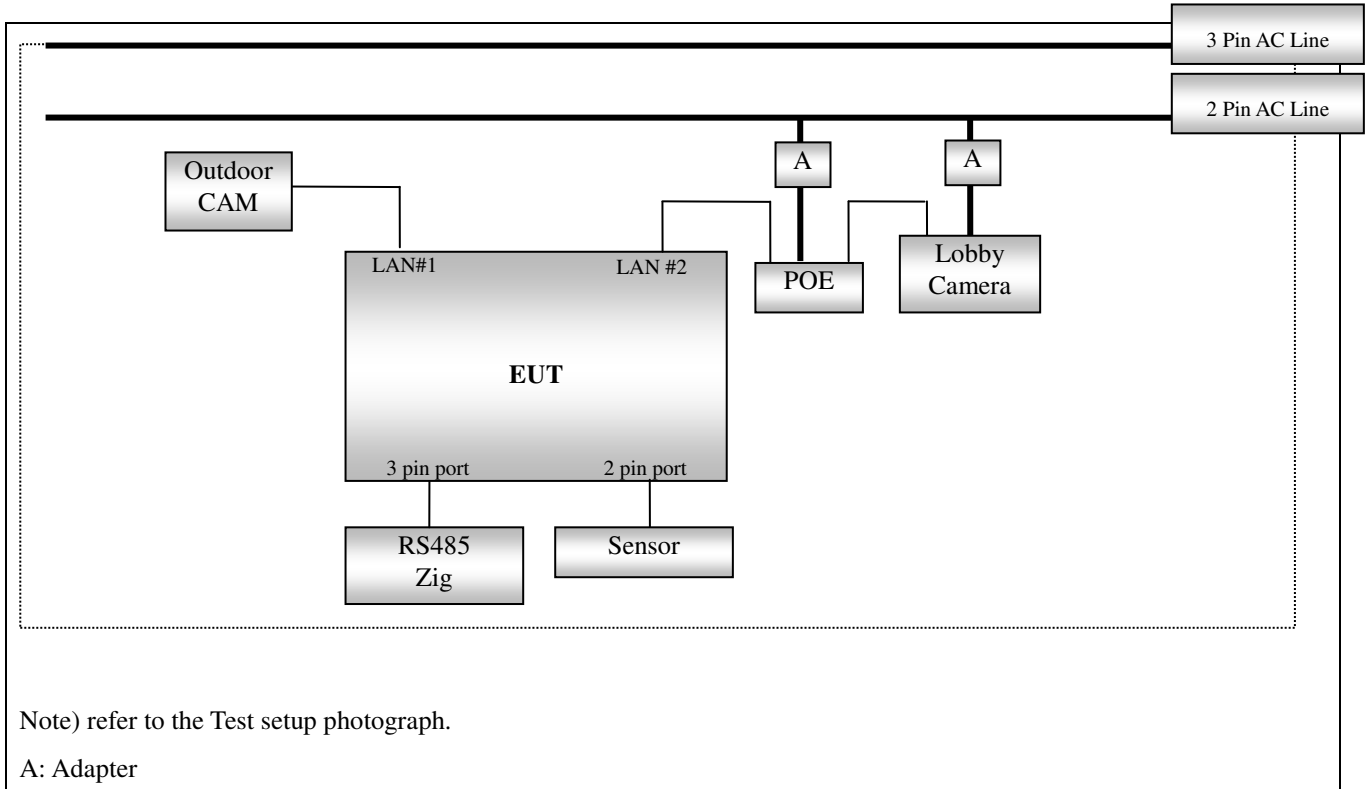 3 Pin AC Line
2 Pin AC Line
A
A
Outdoor
CAM
LAN#1
LAN #2
POE
Lobby
Camera
EUT
3 pin port
2 pin port
RS485
Zig
Sensor
Note) refer to the Test setup photograph.
A: Adapter